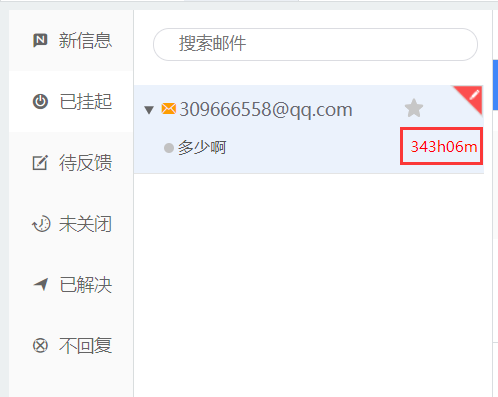 新信息
已挂起
待反馈
未关闭
已解决
不回复
搜索邮件
309666558@qq.com
多少啊
343h06m